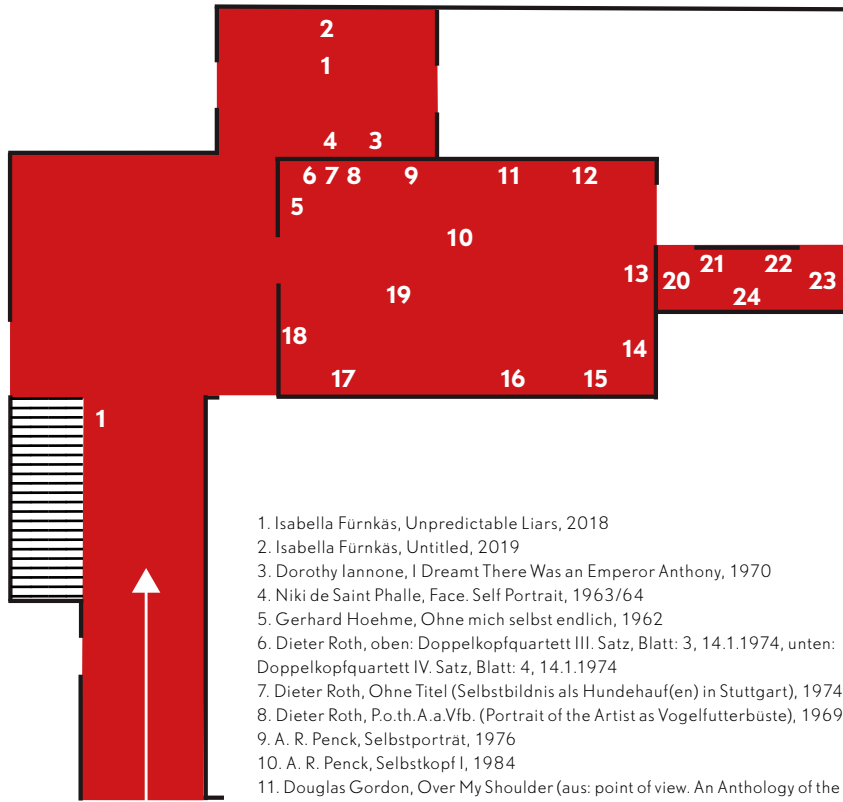 2
1
4 3
6 7 8 9 11 12
5
10
13 20 21 22 23
19 24
18 14
17 16 15
1
1. Isabella Fürnkäs, Unpredictable Liars, 2018
2. Isabella Fürnkäs, Untitled, 2019
3. Dorothy Iannone, I Dreamt There Was an Emperor Anthony, 1970
4. Niki de Saint Phalle, Face. Self Portrait, 1963/64
5. Gerhard Hoehme, Ohne mich selbst endlich, 1962
6. Dieter Roth, oben: Doppelkopfquartett III. Satz, Blatt: 3, 14.1.1974, unten:
Doppelkopfquartett IV. Satz, Blatt: 4, 14.1.1974
7. Dieter Roth, Ohne Titel (Selbstbildnis als Hundehauf(en) in Stuttgart), 1974
8. Dieter Roth, P.o.th.A.a.Vfb. (Portrait of the Artist as Vogelfutterbüste), 1969
9. A. R. Penck, Selbstporträt, 1976
10. A. R. Penck, Selbstkopf I, 1984
11. Douglas Gordon, Over My Shoulder (aus: point of view. An Anthology of the